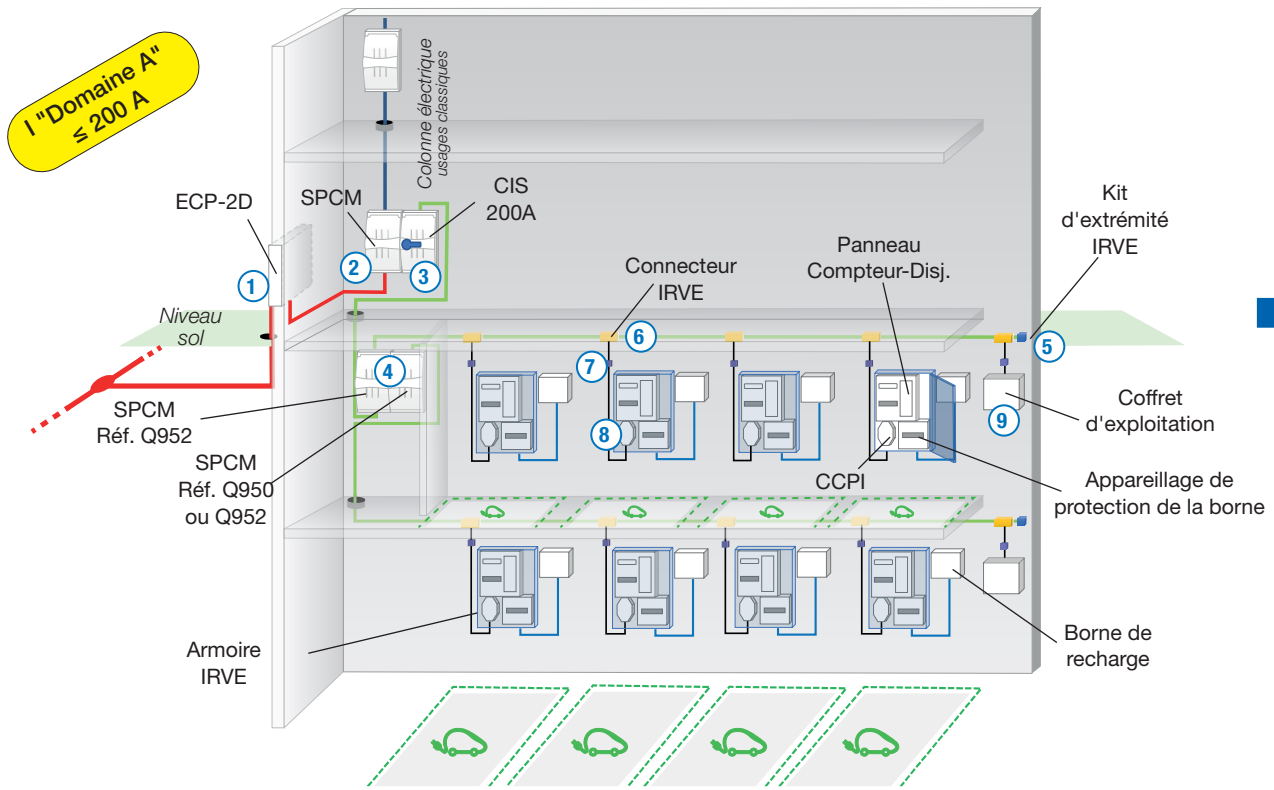 I "Domaine A"
≤ 200 A
Colonne électrique
usages classiques
ECP-2D
SPCM
CIS
200A
1
2
3
Niveau
sol
Connecteur
IRVE
Panneau
Compteur-Disj.
Kit
d'extrémité
IRVE
4
5
6
7
8
9
SPCM
Réf. Q952
SPCM
Réf. Q950
ou Q952
CCPI
Coffret
d'exploitation
Appareillage de
protection de la borne
Armoire
IRVE
Borne de
recharge